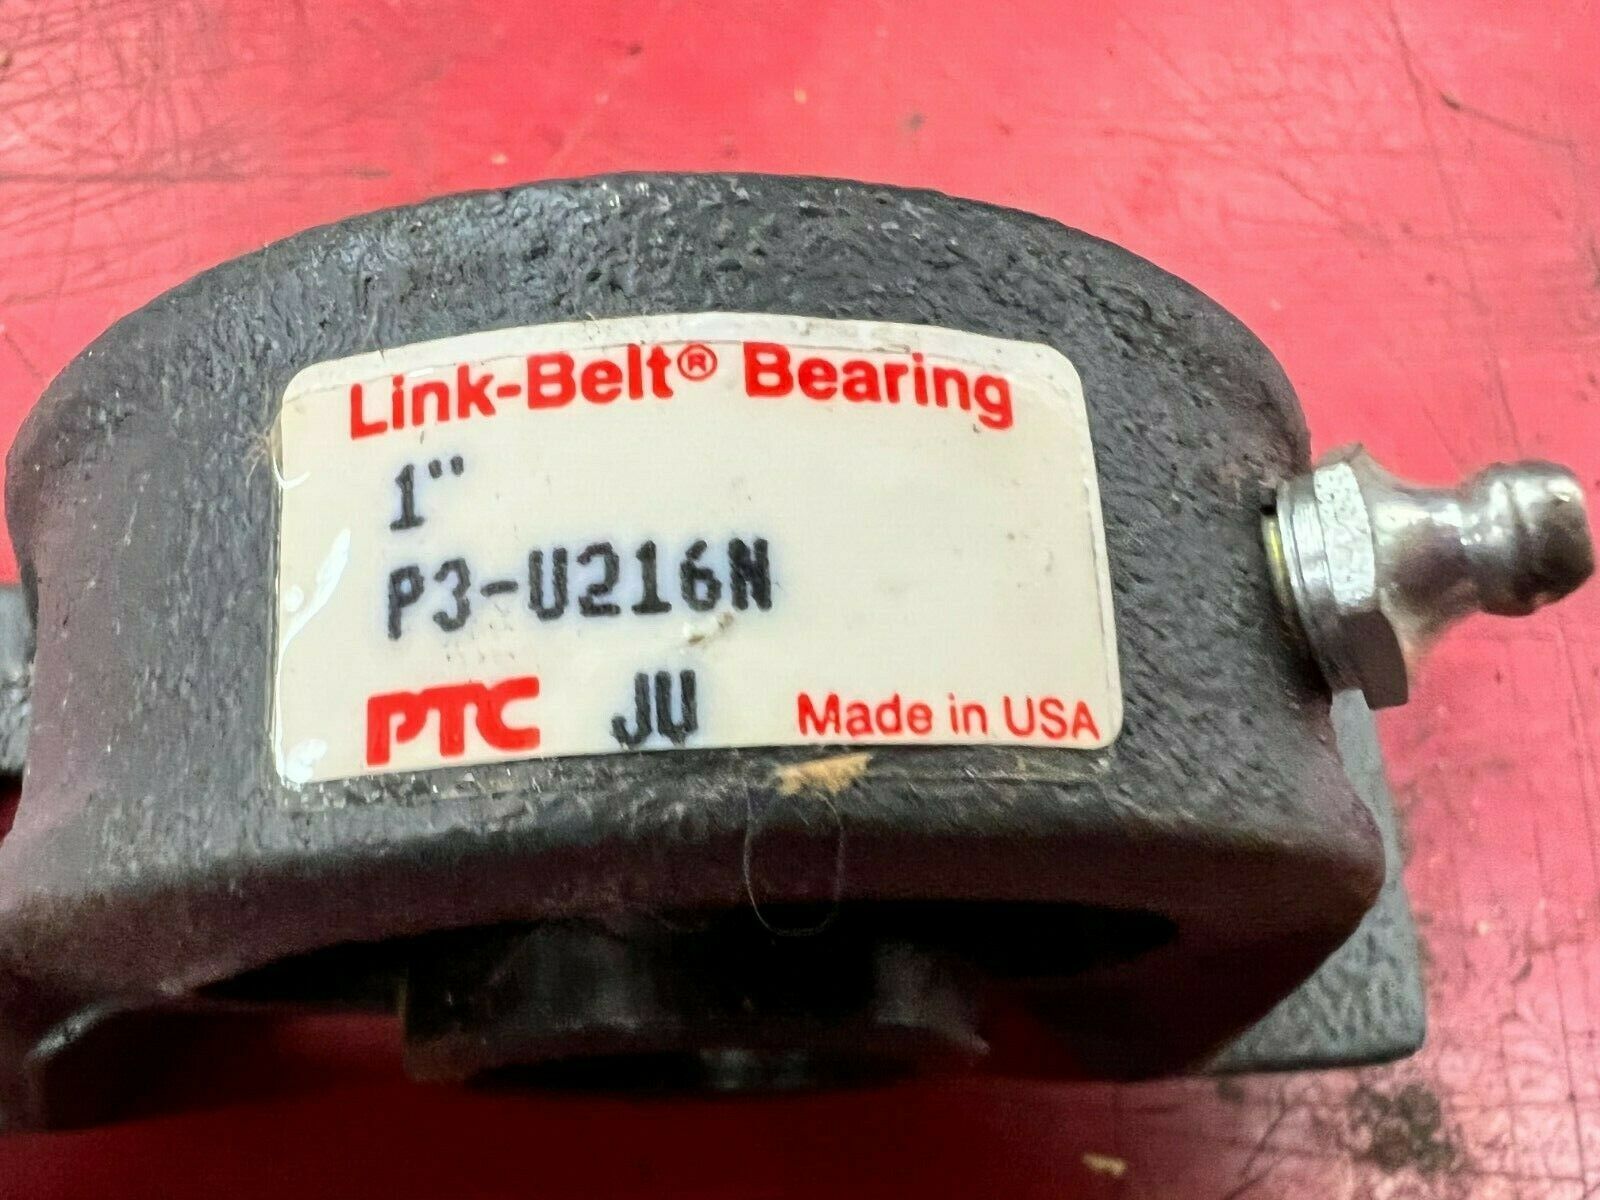 Link-Belt® Bearing
1"
P3-U216N
PTC JU Made in USA